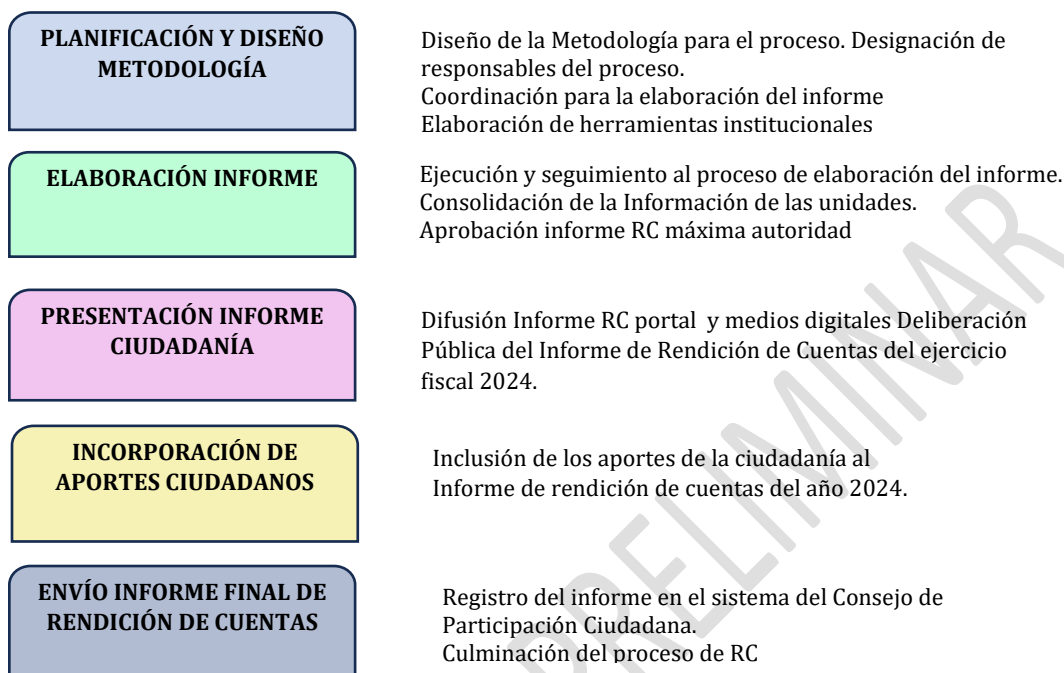 PLANIFICACIÓN Y DISEÑO
METODOLOGÍA
Diseño de la Metodología para el proceso. Designación de
responsables del proceso.
Coordinación para la elaboración del informe
Elaboración de herramientas institucionales
ELABORACIÓN INFORME
Ejecución y seguimiento al proceso de elaboración del informe.
Consolidación de la Información de las unidades.
Aprobación informe RC máxima autoridad
PRESENTACIÓN INFORME
CIUDADANÍA
Difusión Informe RC portal y medios digitales Deliberación
Pública del Informe de Rendición de Cuentas del ejercicio
fiscal 2024.
INCORPORACIÓN DE
APORTES CIUDADANOS
Inclusión de los aportes de la ciudadanía al
Informe de rendición de cuentas del año 2024.
ENVÍO INFORME FINAL DE
RENDICIÓN DE CUENTAS
Registro del informe en el sistema del Consejo de
Participación Ciudadana.
Culminación del proceso de RC
PRELIMINAR